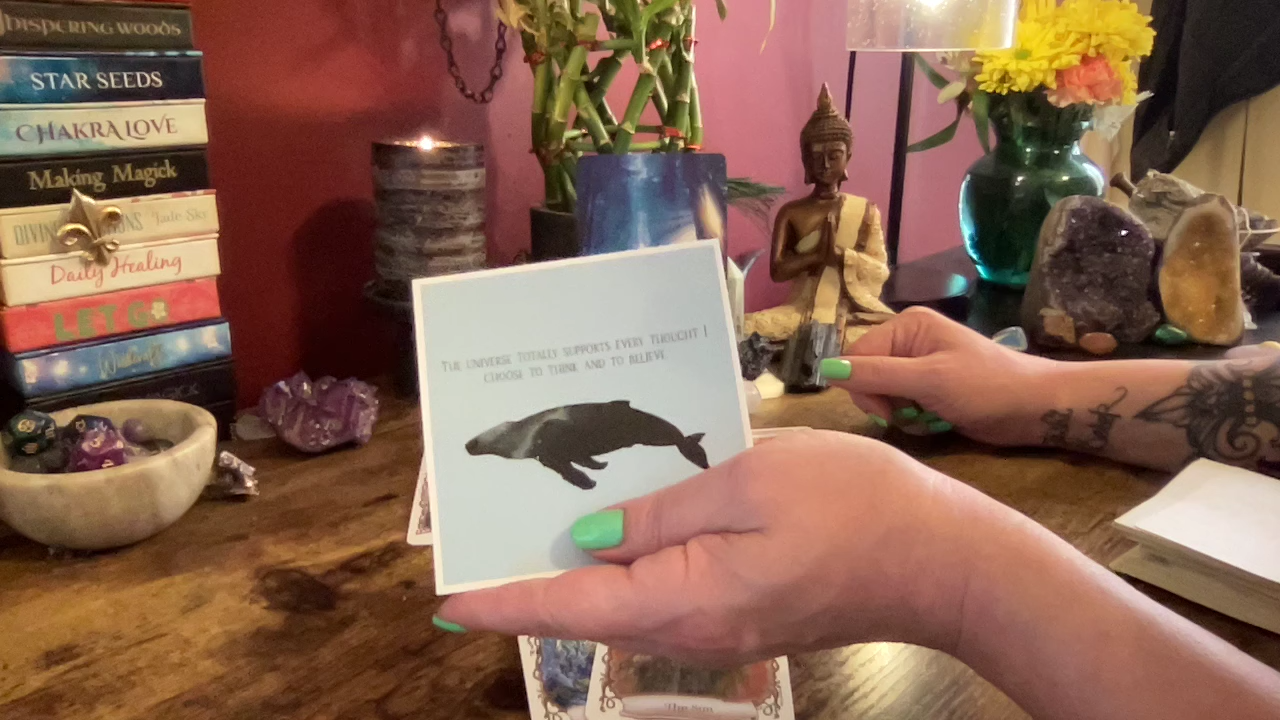 WHISPERING WOODS
STAR SEEDS
CHAKRA LOVE
Making Magick
Jade-Sky
Daily Healing
LET GO
THE UNIVERSE TOTALLY SUPPORTS EVERY THOUGHT I
CHOOSE TO THINK AND TO BELIEVE
The Sun